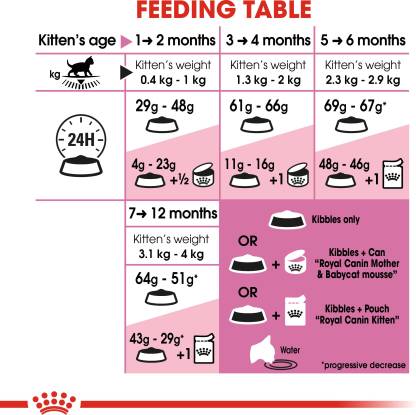 FEEDING TABLE
Kitten's age 1→ 2 months 3→ 4 months 5→ 6 months
kg Kitten's weight Kitten's weight Kitten's weight
0.4 kg - 1 kg 1.3 kg - 2 kg 2.3 kg - 2.9 kg
29g - 48g 61g - 66g 69g - 67g*
24H
4g - 23g 11g - 16g 48g - 46g
+½ +1 +1
7→ 12 months
Kitten's weight
3.1 kg - 4 kg
64g - 51g*
43g - 29g*
+1
Kibbles only
OR
+ Kibbles + Can
"Royal Canin Mother
& Babycat mousse"
OR
+ Kibbles + Pouch
"Royal Canin Kitten"
Water
*progressive decrease